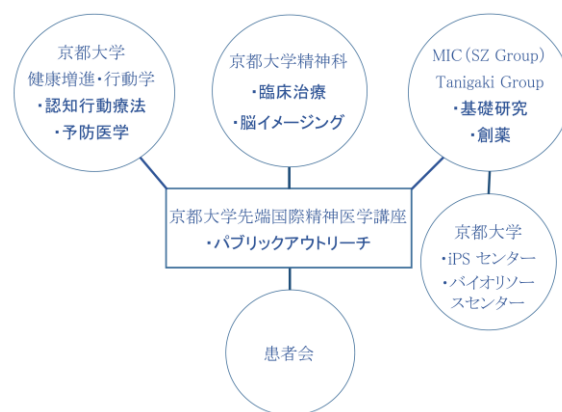 京都大学
健康増進・行動学
・認知行動療法
・予防医学
京都大学精神科
・臨床治療
・脳イメージング
MIC(SZ Group)
Tanigaki Group
・基礎研究
・創薬
京都大学先端国際精神医学講座
・パブリックアウトリーチ
京都大学
・iPS センター
・バイオリソー
スセンター
患者会